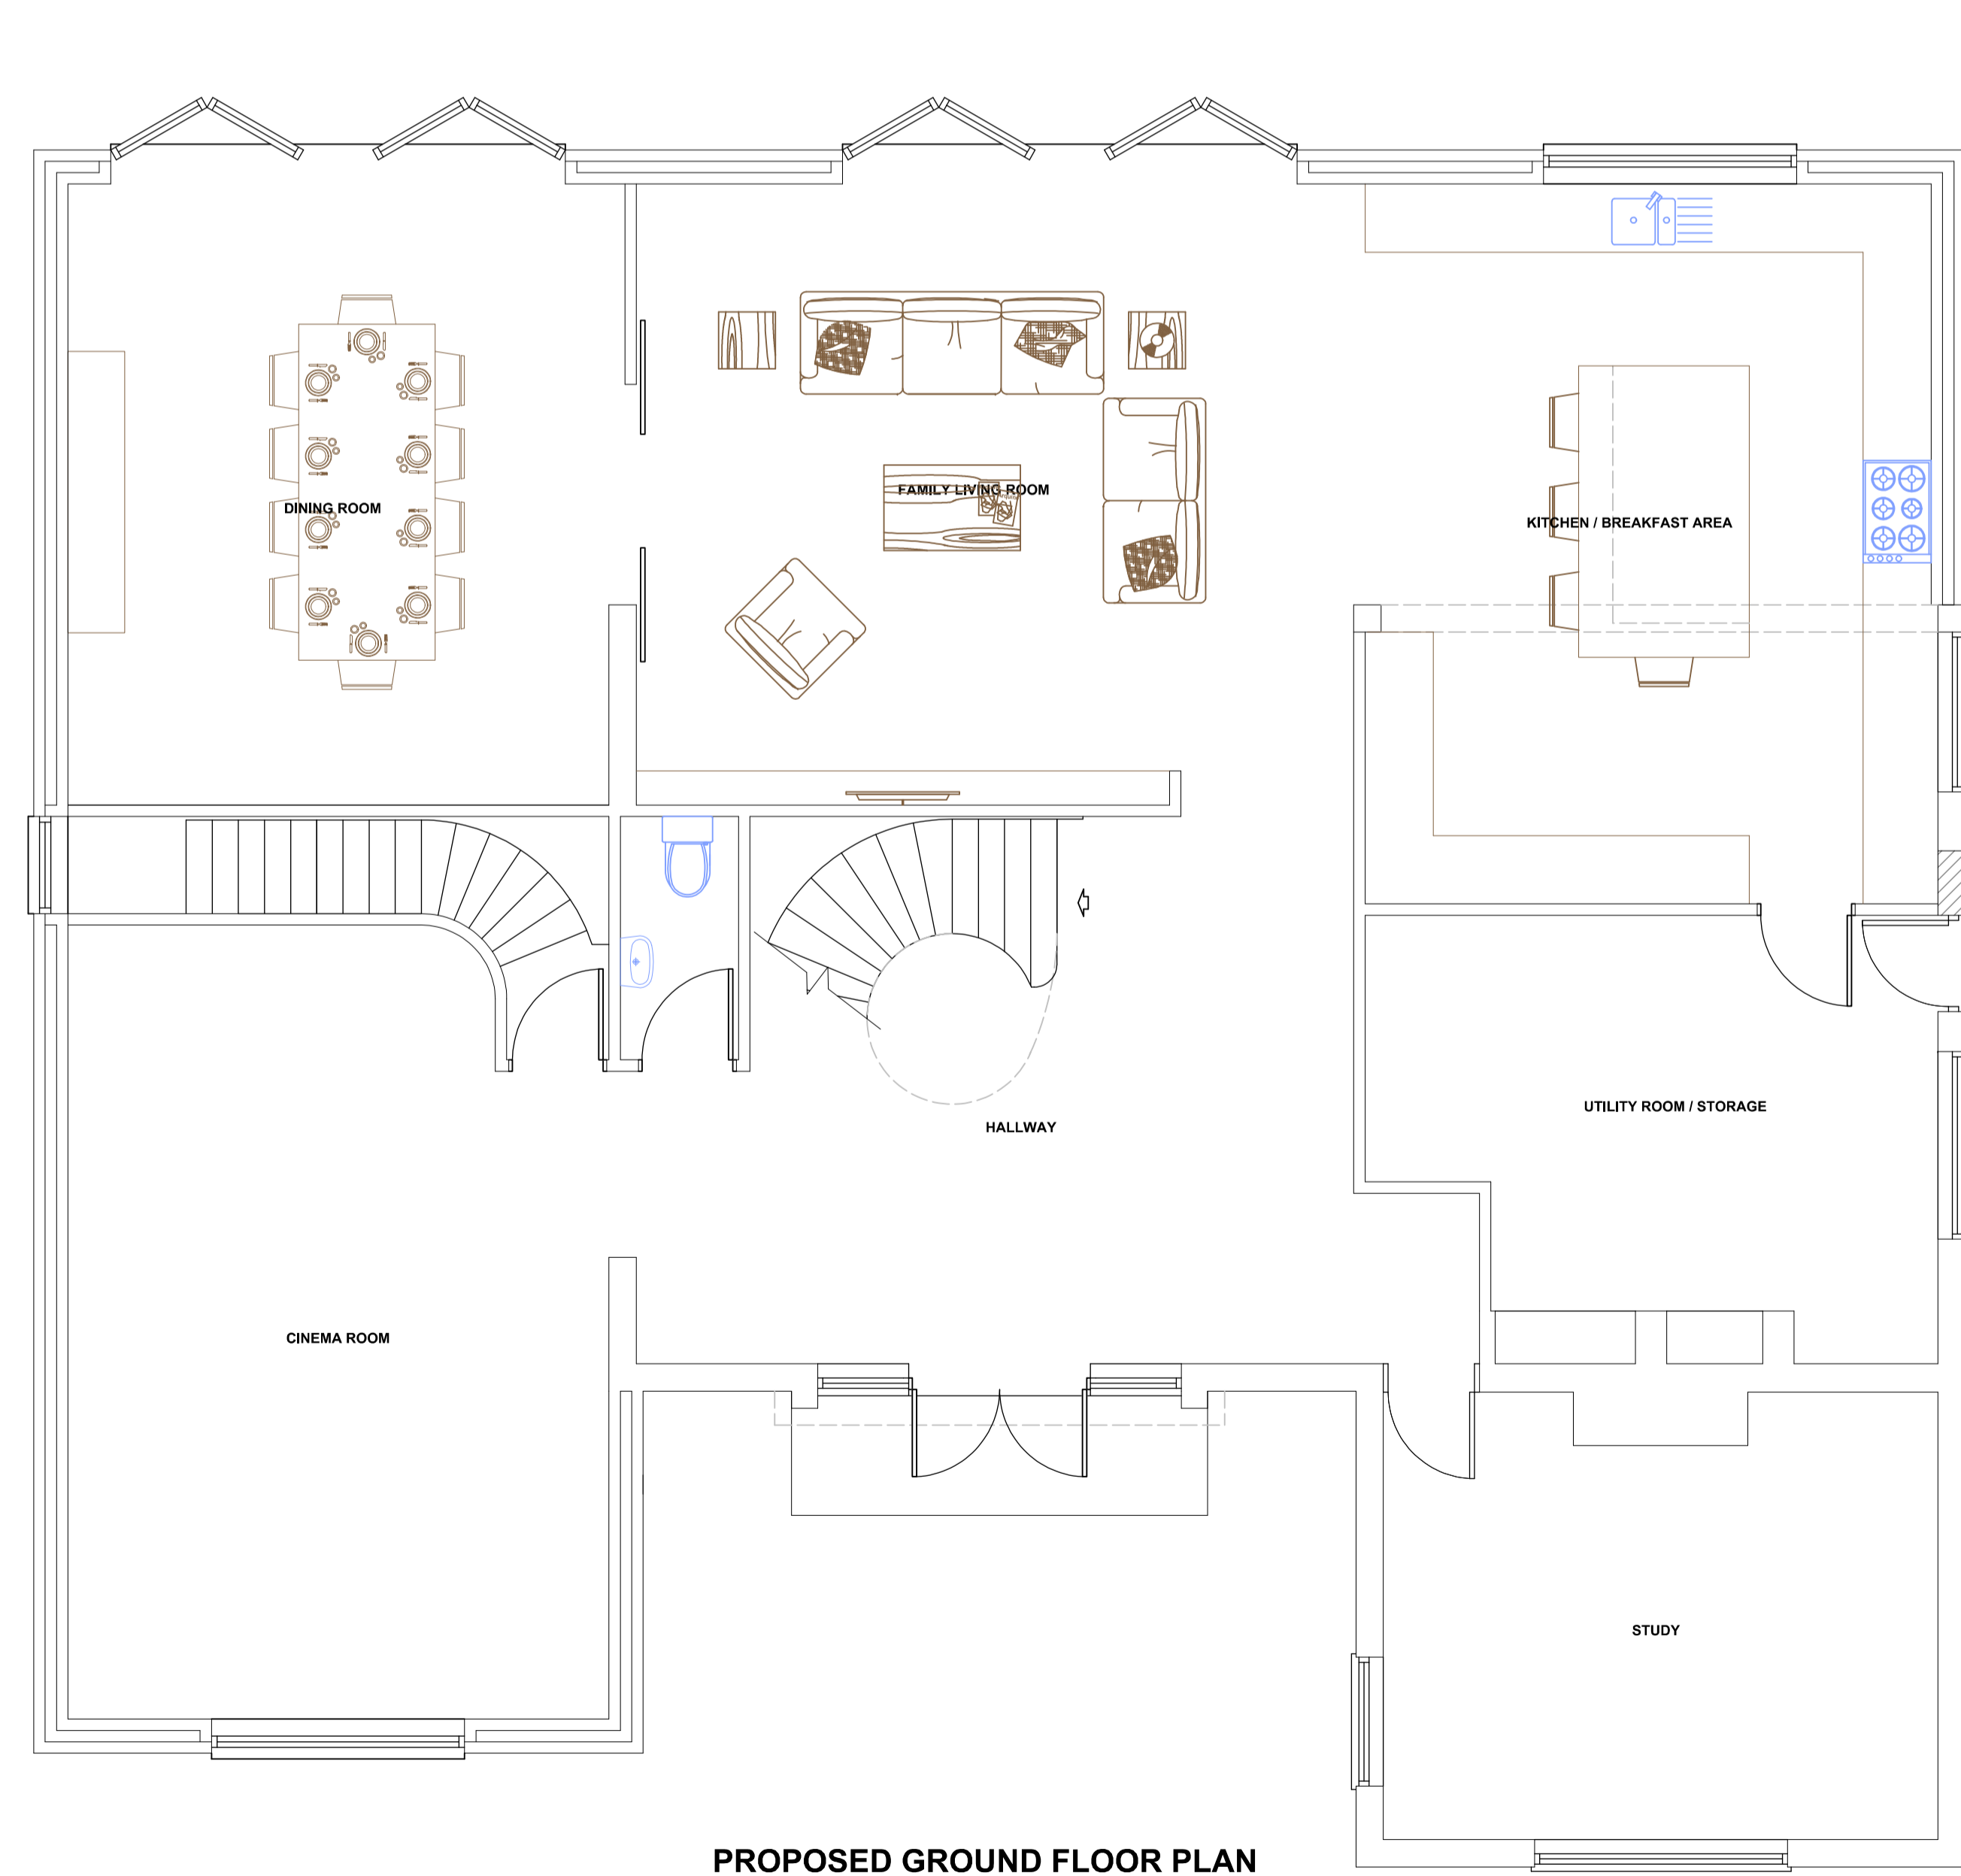 FAMILY LIVING ROOM
DINING ROOM
KITCHEN / BREAKFAST AREA
UTILITY ROOM / STORAGE
HALLWAY
CINEMA ROOM
STUDY
PROPOSED GROUND FLOOR PLAN